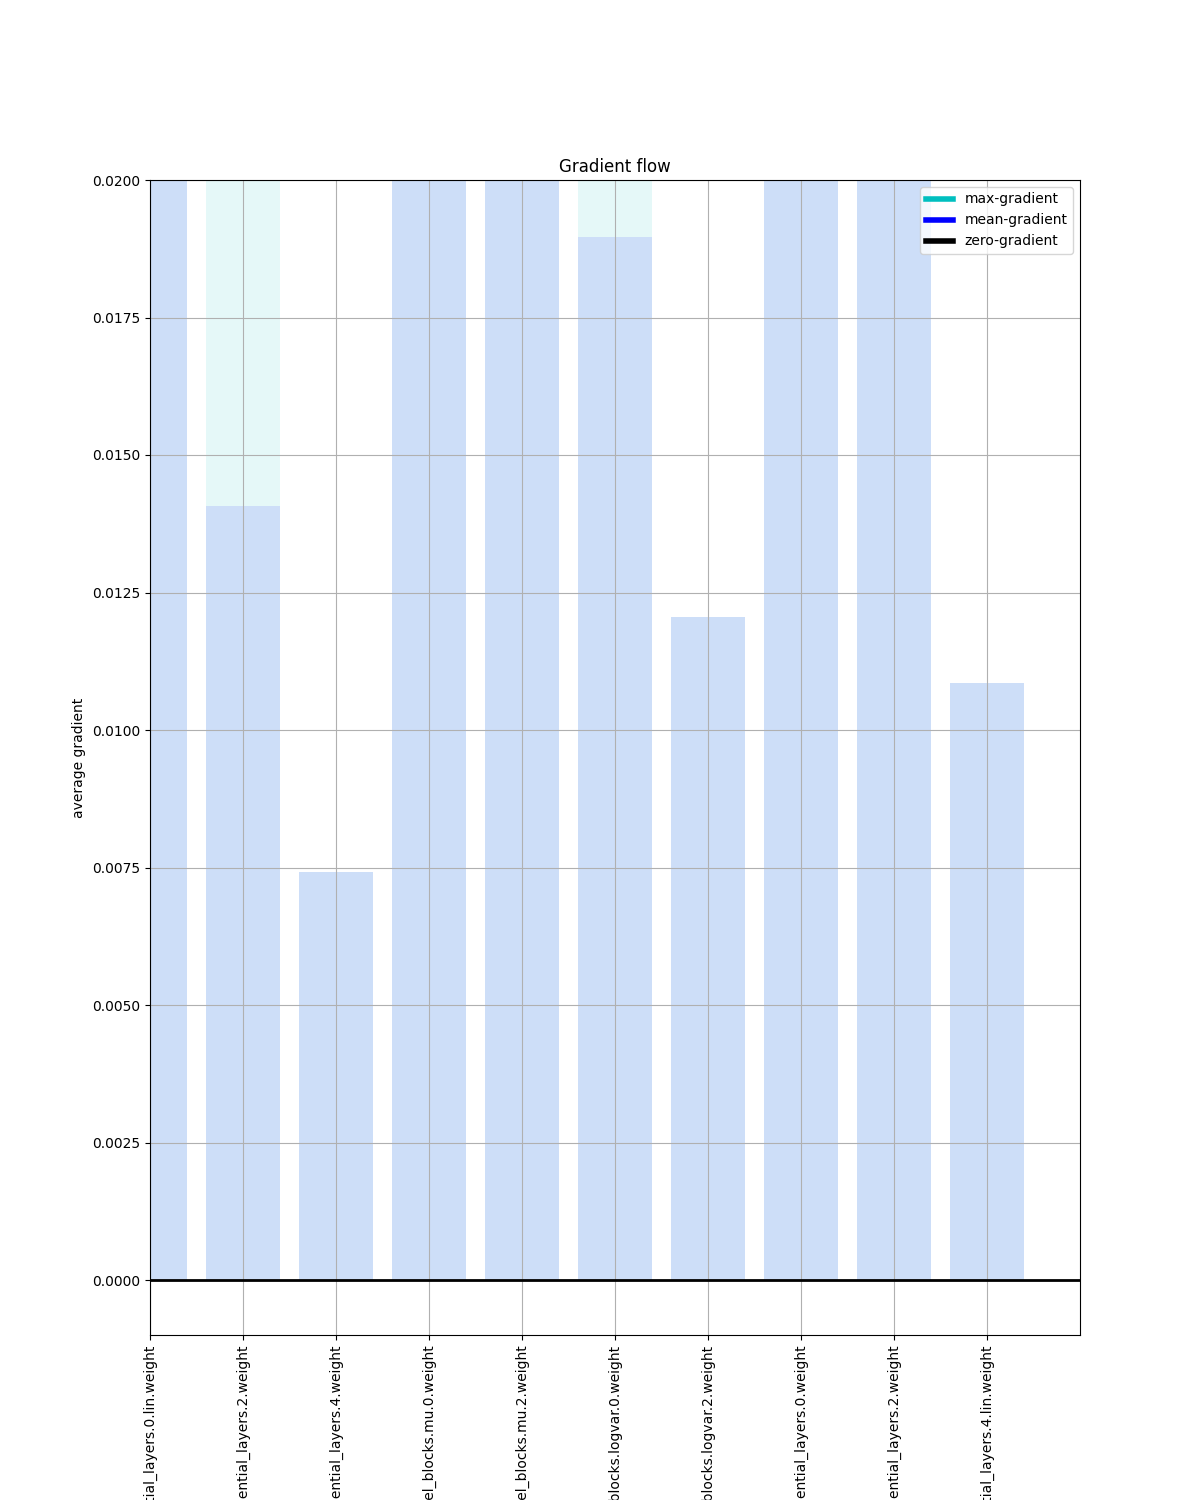 Gradient flow
max-gradient
mean-gradient
zero-gradient
0.0200
0.0175
0.0150
0.0125
0.0100
0.0075
0.0050
0.0025
0.0000
average gradient
tial_layers.0.lin.weight
ential_layers.2.weight
ential_layers.4.weight
el_blocks.mu.0.weight
el_blocks.mu.2.weight
blocks.logvar.0.weight
blocks.logvar.2.weight
ential_layers.0.weight
ential_layers.2.weight
tial_layers.4.lin.weight